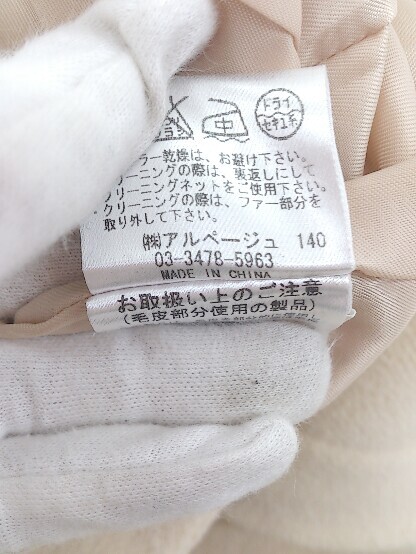 中
ドライ
セキユ系
ラー乾燥は、お避け下さい。
クリーニングの際は、裏返しにして
クリーニングネットをご使用下さい。
クリーニングの際は、ファー部分を
取り外して下さい。
㈱アルページュ 140
03-3478-5963
MADE IN CHINA
お取扱い上のご注意
(毛皮部分使用の製品)